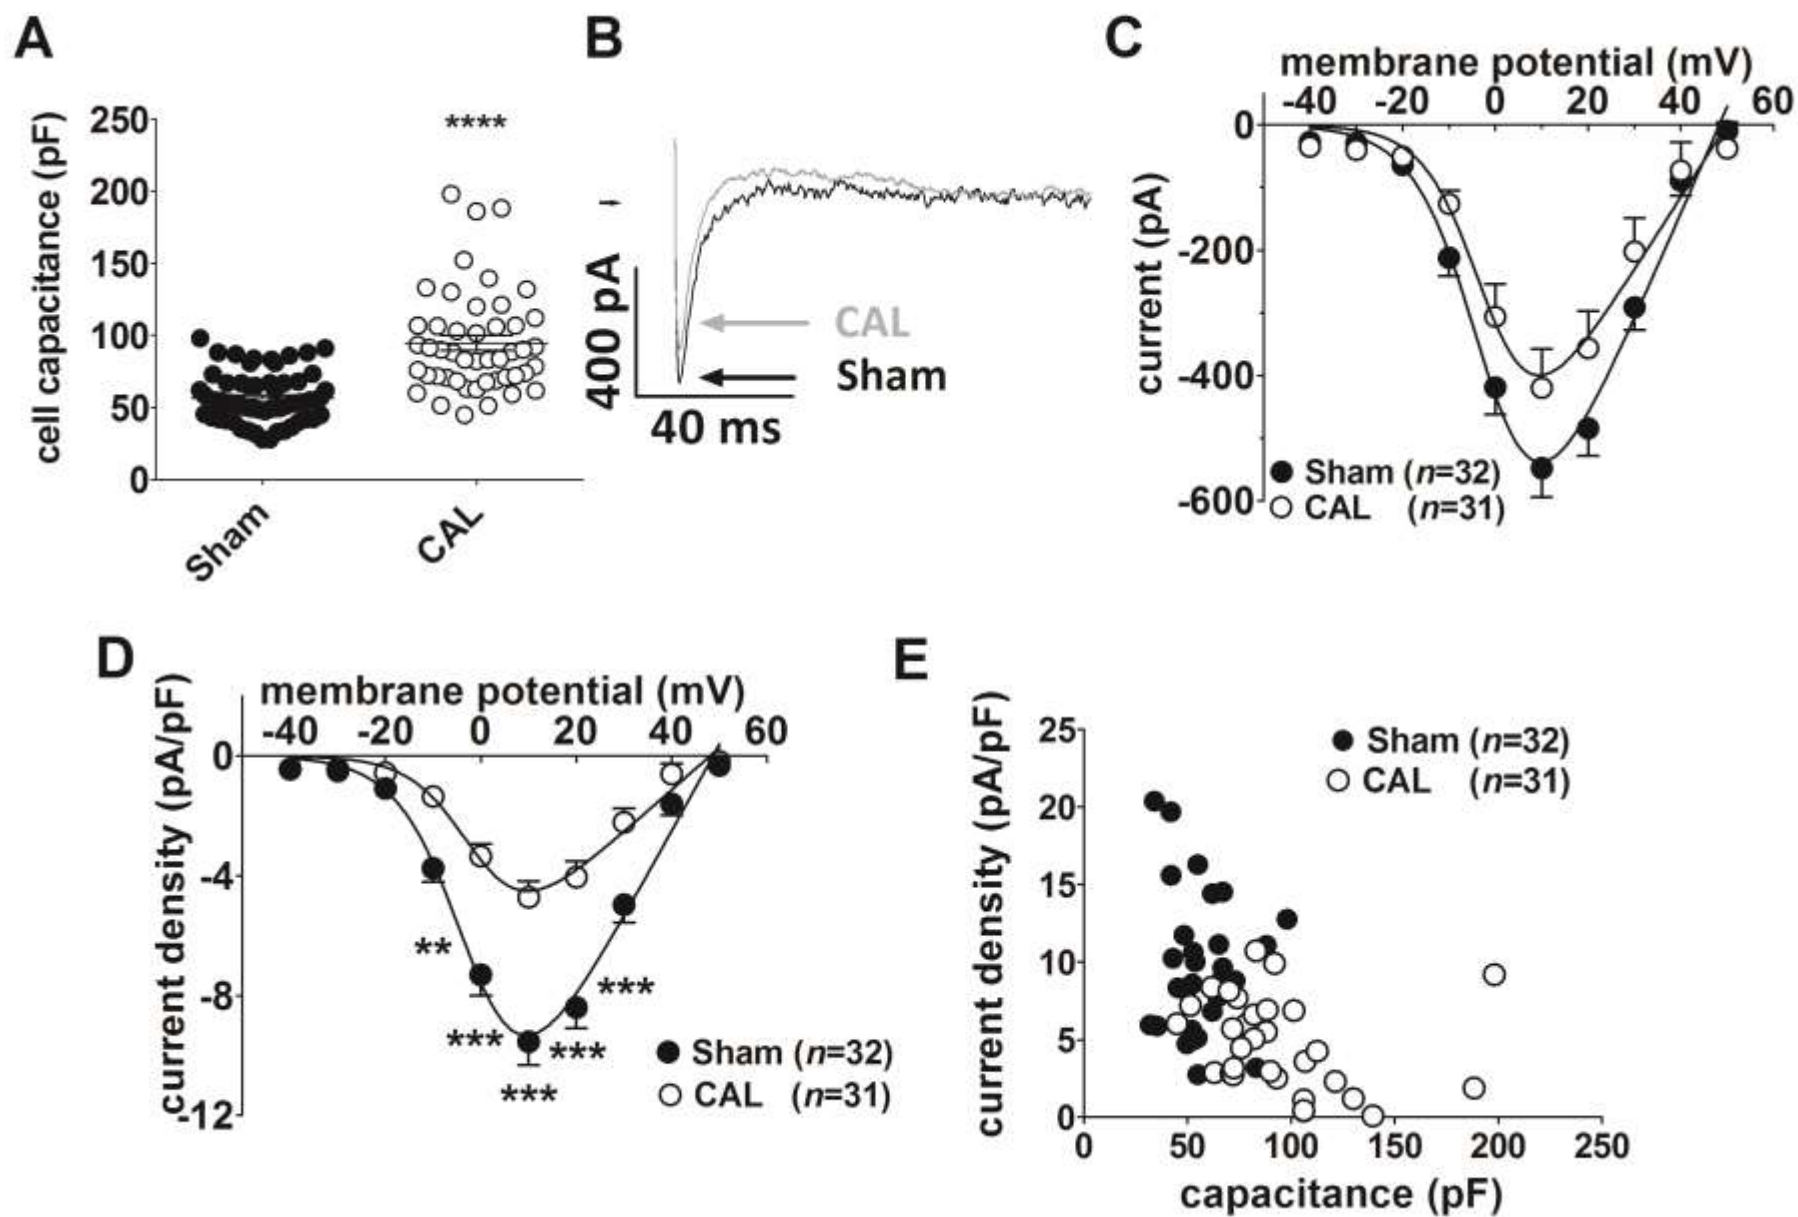 A
cell capacitance (pF)
250
200
150
100
50
0
****
Sham
CAL
B
400 pA
40 ms
CAL
Sham
C
membrane potential (mV)
-40 -20 0 20 40 60
current (pA)
0
-200
-400
-600
Sham (n=32)
CAL (n=31)
D
membrane potential (mV)
-40 -20 0 20 40 60
current density (pA/pF)
0
-4
-8
-12
**
***
***
***
***
Sham (n=32)
CAL (n=31)
E
current density (pA/pF)
25
20
15
10
5
0
Sham (n=32)
CAL (n=31)
0 50 100 150 200 250
capacitance (pF)